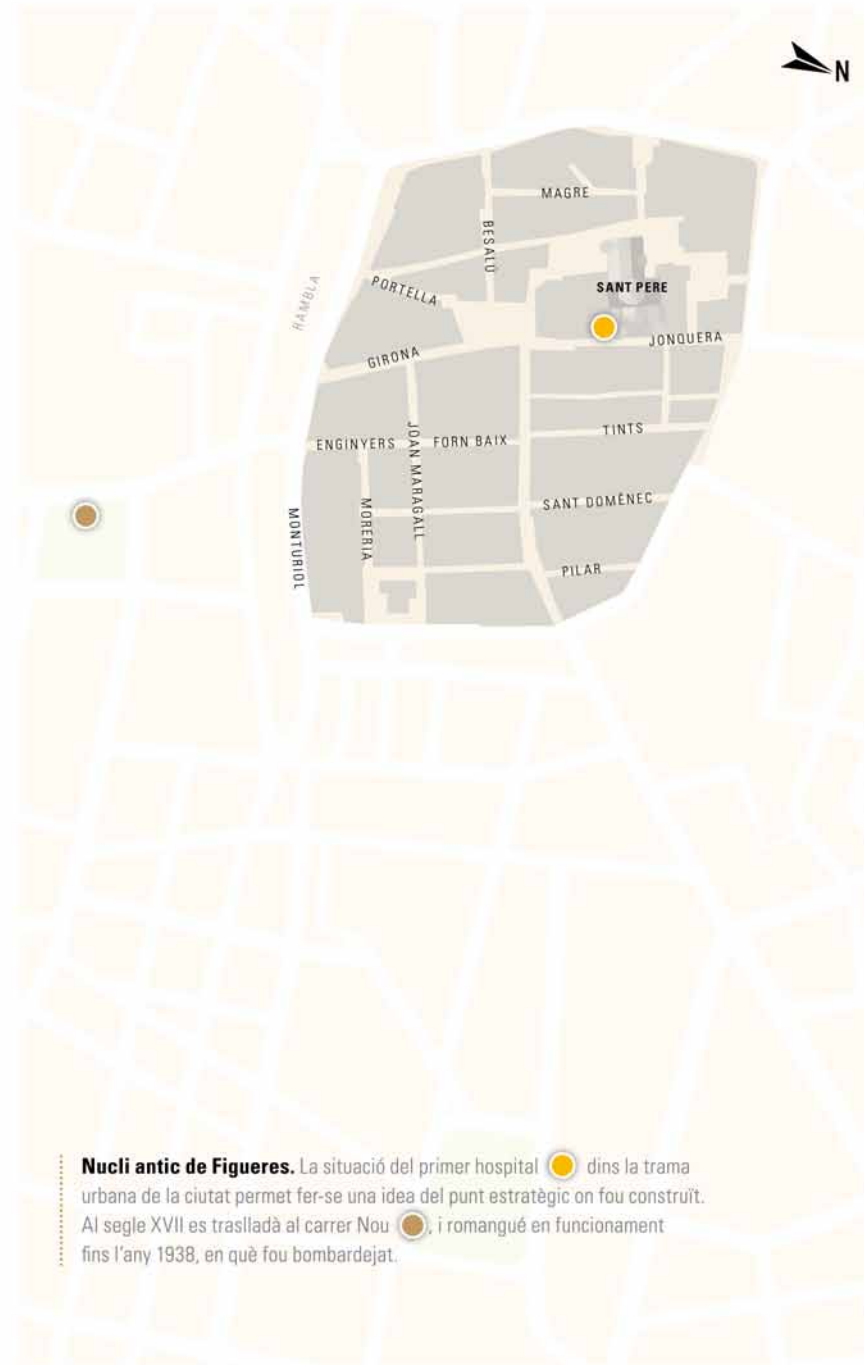 N
MAGRE
BESALÚ
SANT PERE
PORTELLA
RAMBLA
JONQUERA
GIRONA
TINTS
ENGINYERS
JOAN MARAGALL
FORN BAIX
SANT DOMÈNEC
MORERIA
MONTURIOL
PILAR
Nucli antic de Figueres. La situació del primer hospital dins la trama
urbana de la ciutat permet fer-se una idea del punt estratègic on fou construït.
Al segle XVII es traslladà al carrer Nou , i romangué en funcionament
fins l'any 1938, en què fou bombardejat.